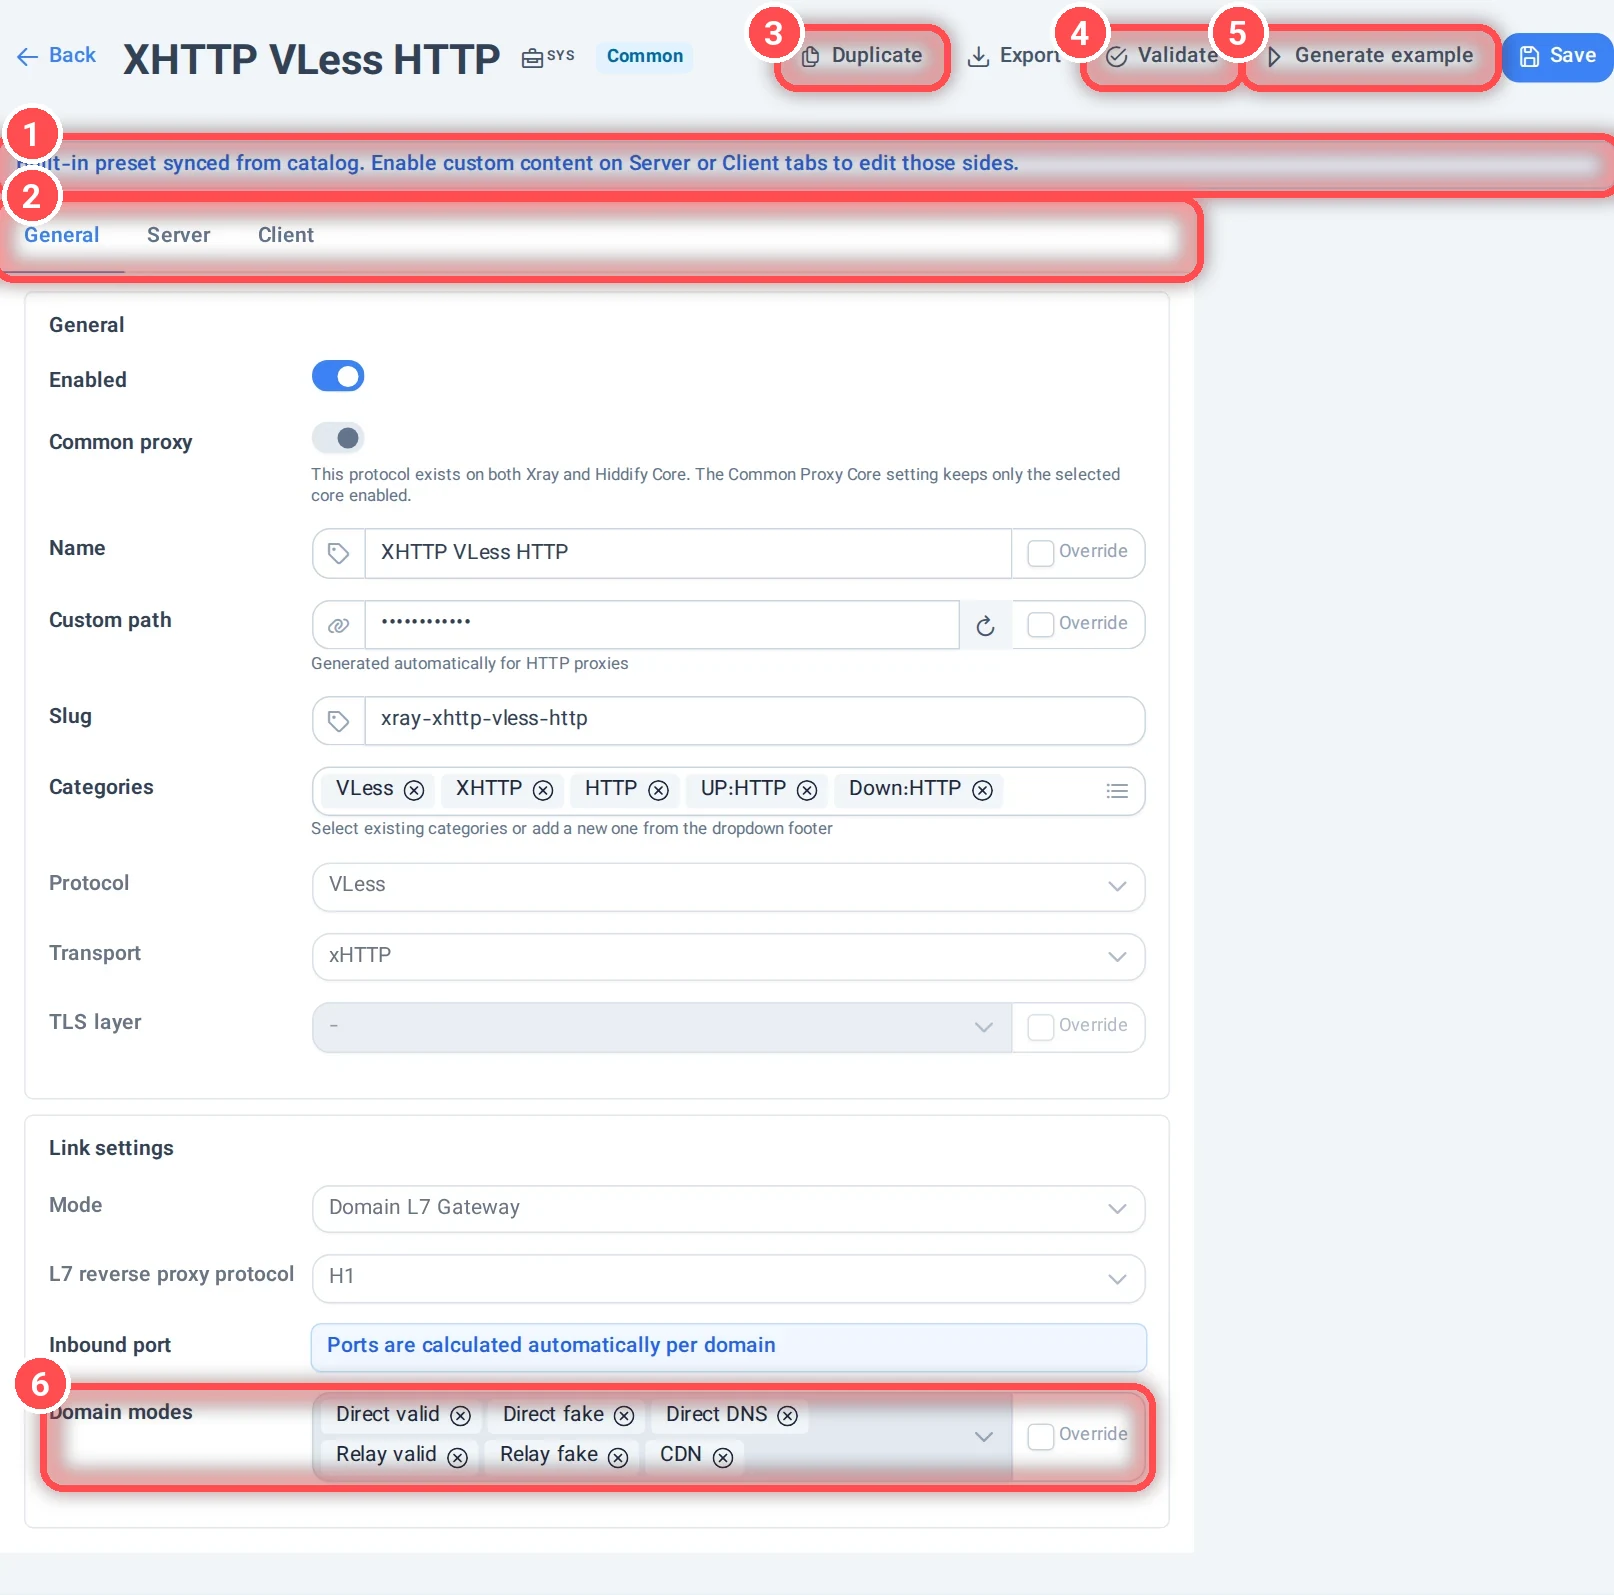 Back
XHTTP VLess HTTP
SYS
Common
3
Duplicate
Export
4
Validate
5
Generate example
Save
1
-in preset synced from catalog. Enable custom content on Server or Client tabs to edit those sides.
2
General
Server
Client
General
Enabled
Common proxy
This protocol exists on both Xray and Hiddify Core. The Common Proxy Core setting keeps only the selected
core enabled.
Name
XHTTP VLess HTTP
Override
Custom path
••••••••••••
Override
Generated automatically for HTTP proxies
Slug
xray-xhttp-vless-http
Categories
VLess
XHTTP
HTTP
UP:HTTP
Down:HTTP
Select existing categories or add a new one from the dropdown footer
Protocol
VLess
Transport
xHTTP
TLS layer
-
Override
Link settings
Mode
Domain L7 Gateway
L7 reverse proxy protocol
H1
Inbound port
Ports are calculated automatically per domain
6
Domain modes
Direct valid
Direct fake
Direct DNS
Relay valid
Relay fake
CDN
Override